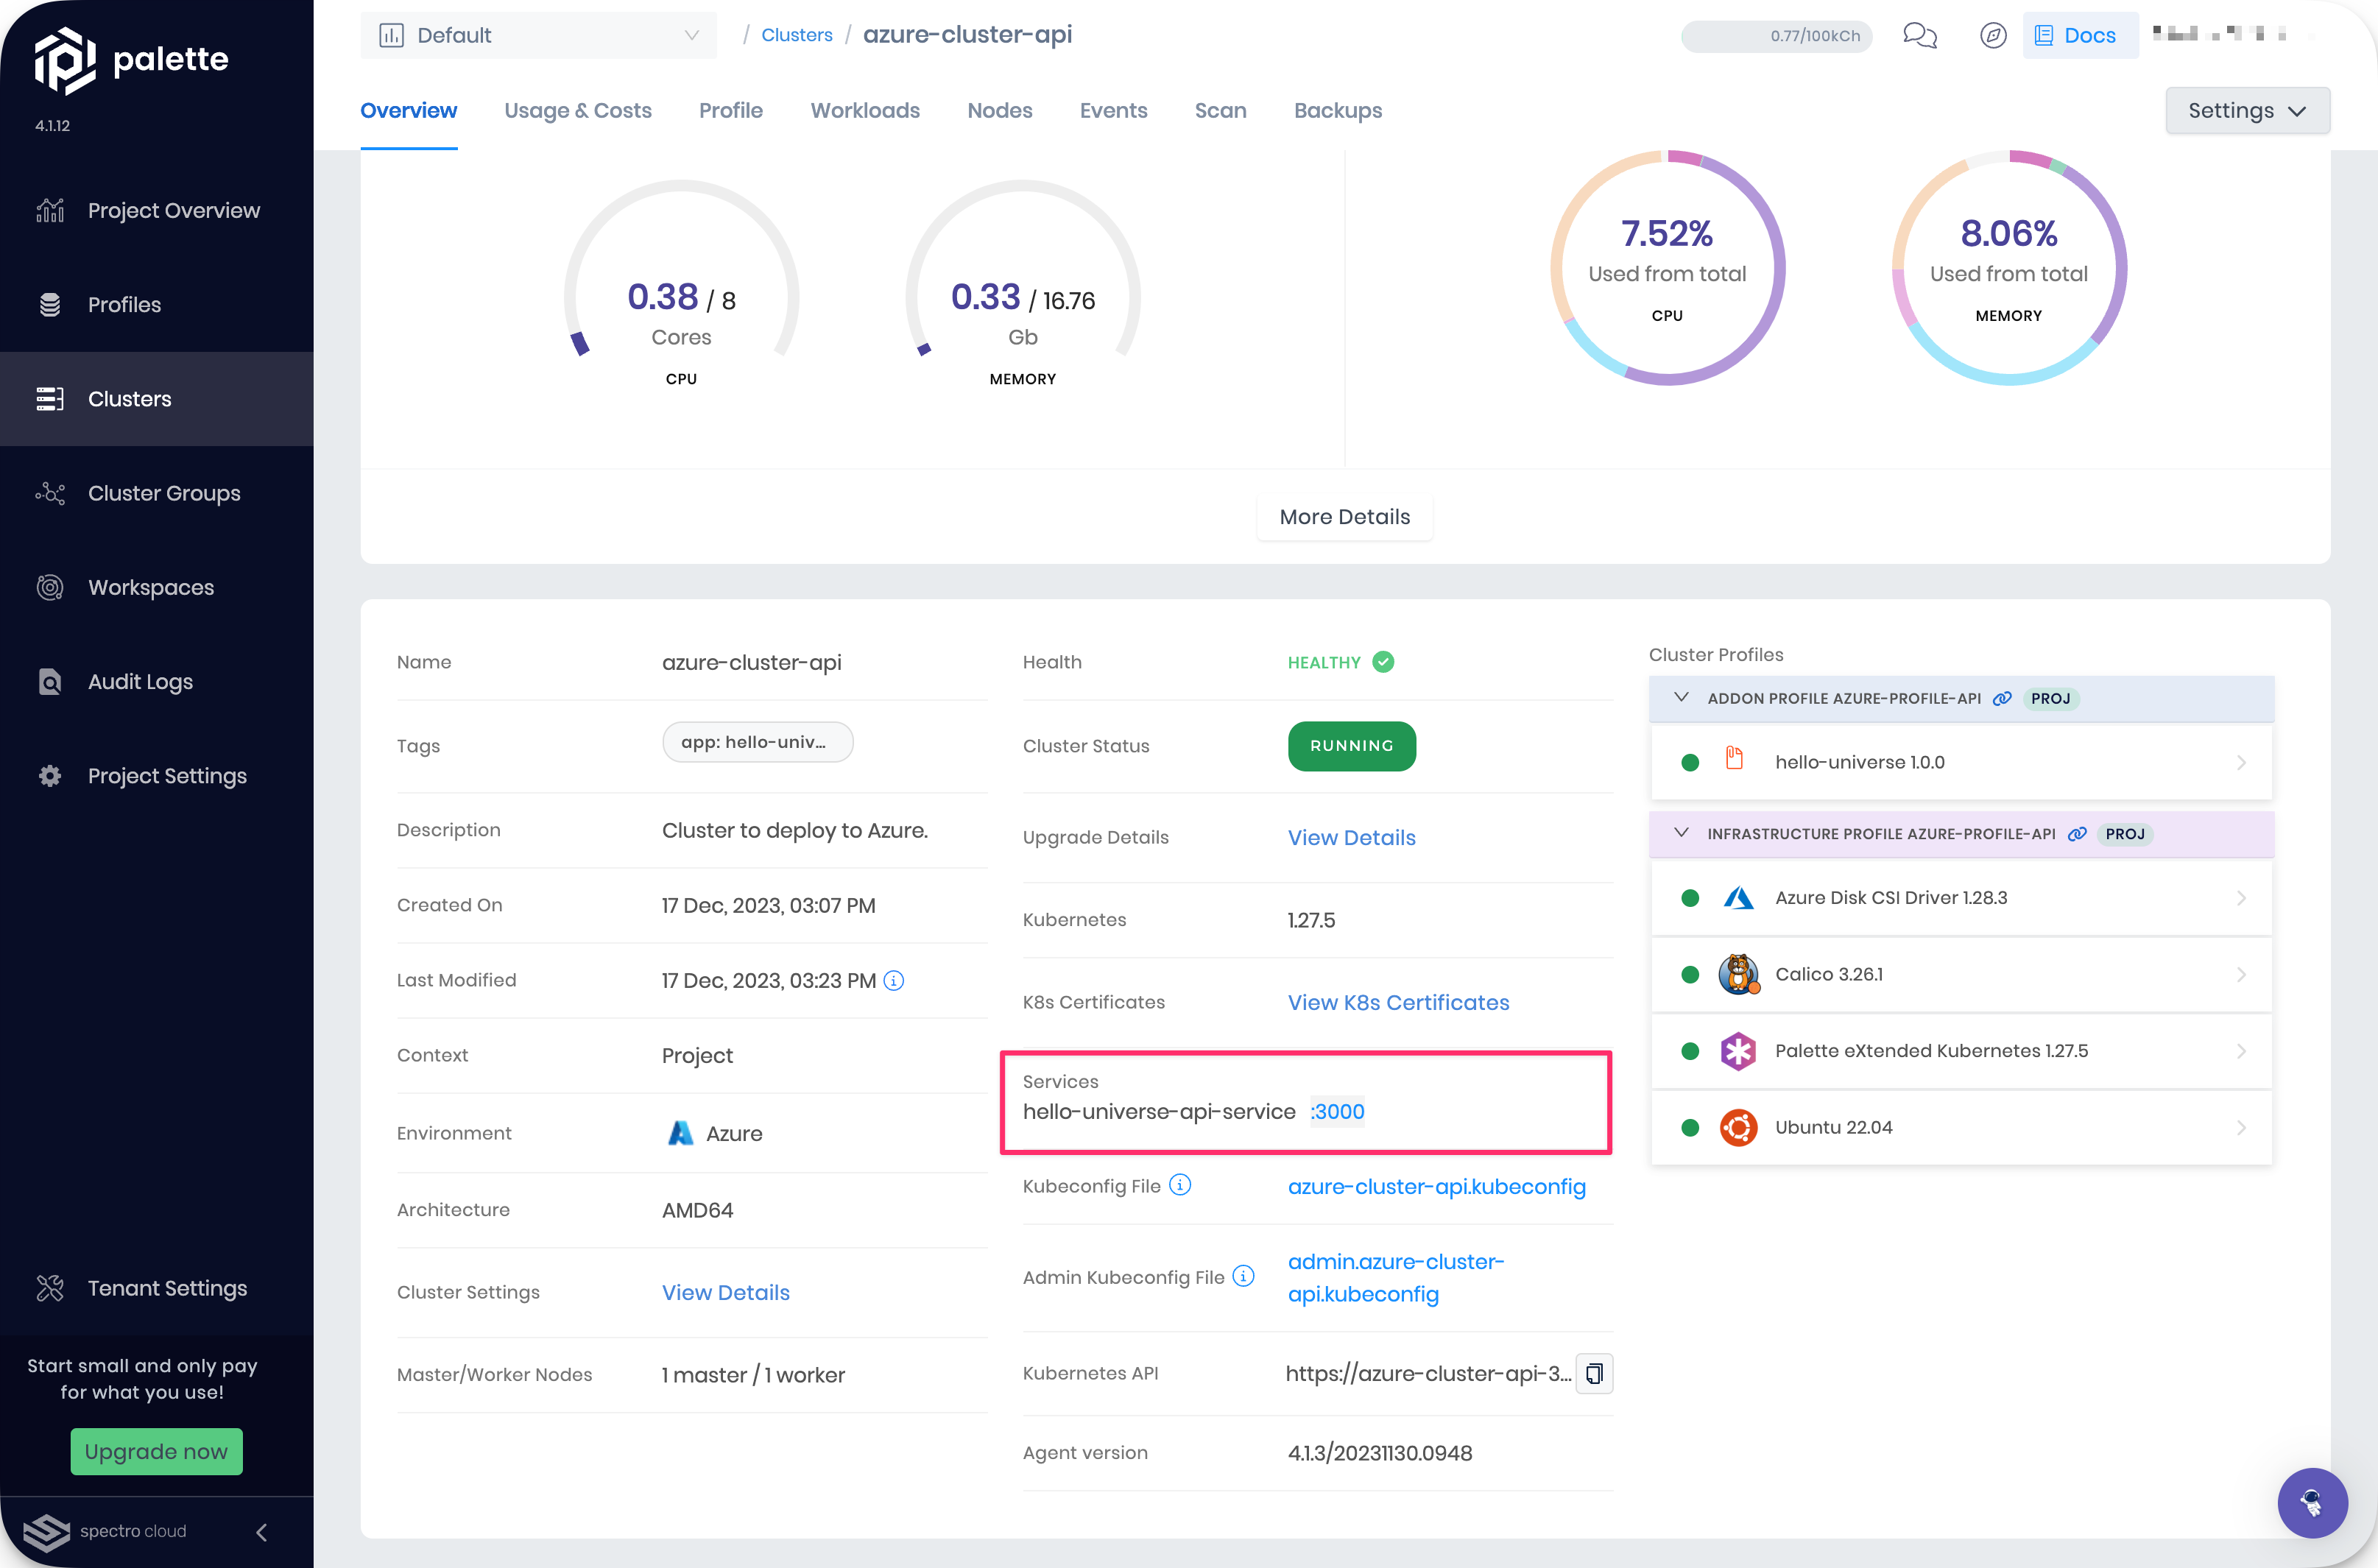 palette
4.1.12
Project Overview
Profiles
Clusters
Cluster Groups
Workspaces
Audit Logs
Project Settings
Tenant Settings
Start small and only pay
for what you use!
Upgrade now
spectro cloud
Default
/ Clusters / azure-cluster-api
0.77/100kCh
Docs
Overview
Usage & Costs
Profile
Workloads
Nodes
Events
Scan
Backups
Settings
0.38 / 8
Cores
CPU
0.33 / 16.76
Gb
MEMORY
7.52%
Used from total
CPU
8.06%
Used from total
MEMORY
More Details
Name azure-cluster-api
Tags app: hello-univ...
Description Cluster to deploy to Azure.
Created On 17 Dec, 2023, 03:07 PM
Last Modified 17 Dec, 2023, 03:23 PM
Context Project
Environment Azure
Architecture AMD64
Cluster Settings View Details
Master/Worker Nodes 1 master / 1 worker
Health HEALTHY
Cluster Status RUNNING
Upgrade Details View Details
Kubernetes 1.27.5
K8s Certificates View K8s Certificates
Services
hello-universe-api-service :3000
Kubeconfig File azure-cluster-api.kubeconfig
Admin Kubeconfig File admin.azure-cluster-
api.kubeconfig
Kubernetes API https://azure-cluster-api-3...
Agent version 4.1.3/20231130.0948
Cluster Profiles
ADDON PROFILE AZURE-PROFILE-API PROJ
hello-universe 1.0.0
INFRASTRUCTURE PROFILE AZURE-PROFILE-API PROJ
Azure Disk CSI Driver 1.28.3
Calico 3.26.1
Palette eXtended Kubernetes 1.27.5
Ubuntu 22.04